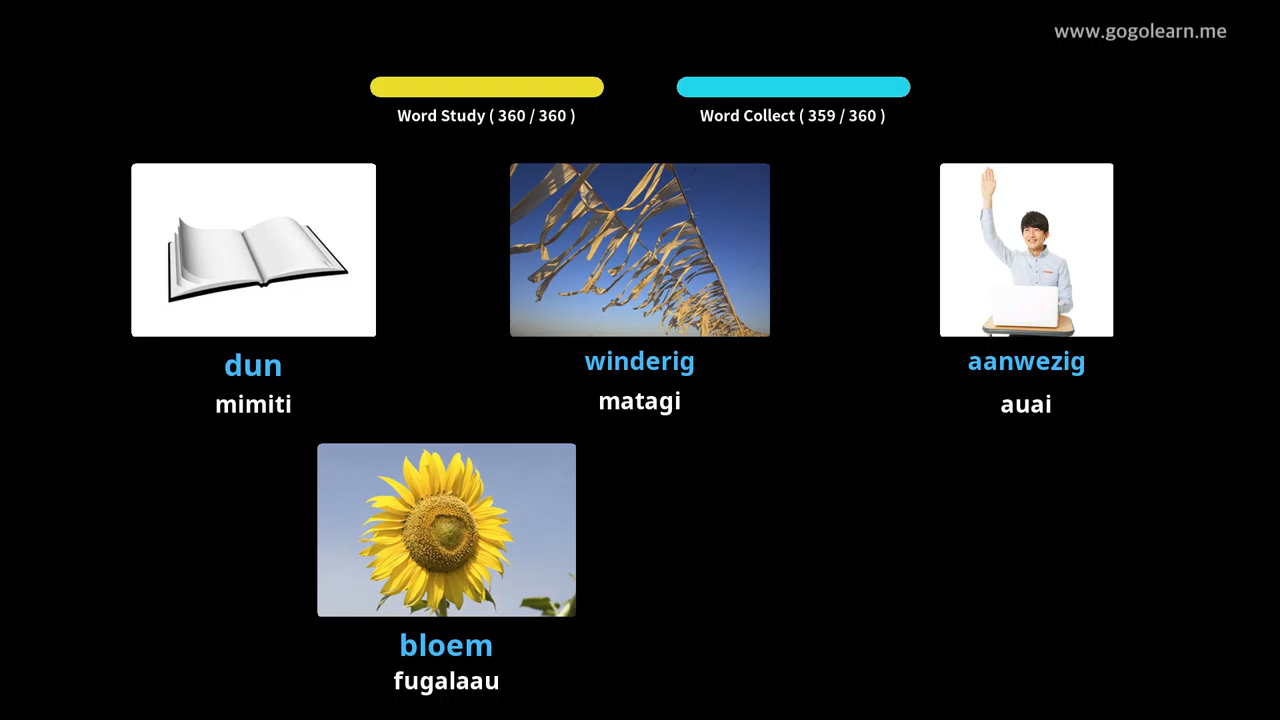 www.gogolearn.me
Word Study ( 360 / 360 )
Word Collect ( 359 / 360 )
dun
mimiti
winderig
matagi
aanwezig
auai
bloem
fugalaau